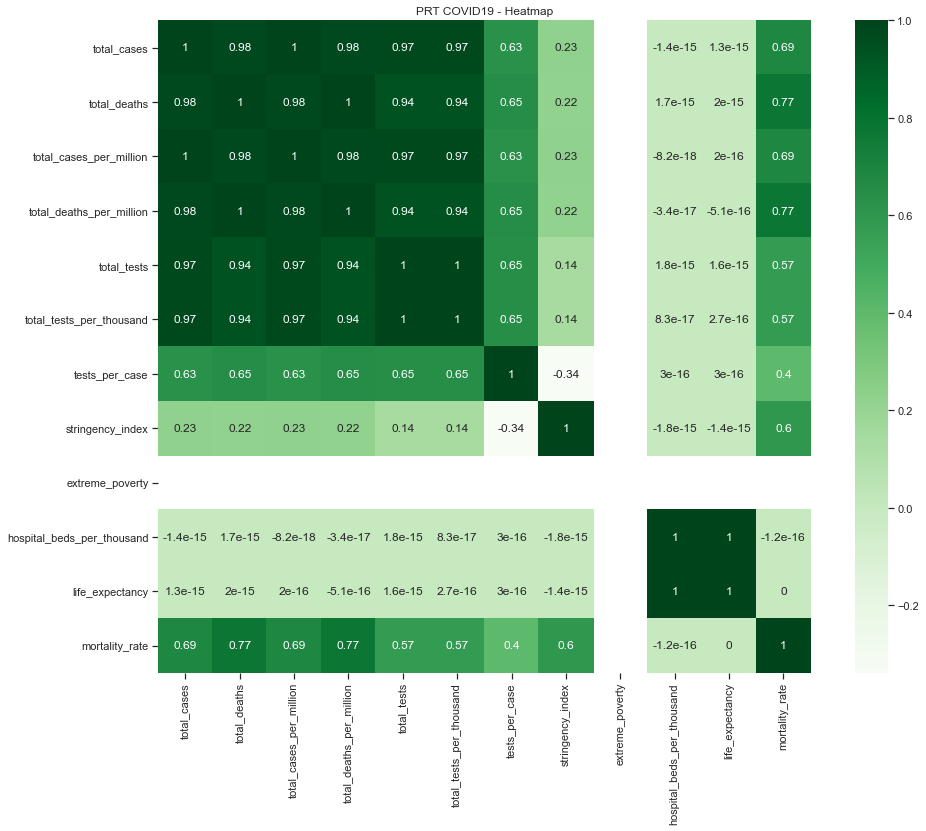 PRT COVID19 - Heatmap
total_cases 1 0.98 1 0.98 0.97 0.97 0.63 0.23 -1.4e-15 1.3e-15 0.69
total_deaths 0.98 1 0.98 1 0.94 0.94 0.65 0.22 1.7e-15 2e-15 0.77
total_cases_per_million 1 0.98 1 0.98 0.97 0.97 0.63 0.23 -8.2e-18 2e-16 0.69
total_deaths_per_million 0.98 1 0.98 1 0.94 0.94 0.65 0.22 -3.4e-17 -5.1e-16 0.77
total_tests 0.97 0.94 0.97 0.94 1 1 0.65 0.14 1.8e-15 1.6e-15 0.57
total_tests_per_thousand 0.97 0.94 0.97 0.94 1 1 0.65 0.14 8.3e-17 2.7e-16 0.57
tests_per_case 0.63 0.65 0.63 0.65 0.65 0.65 1 -0.34 3e-16 3e-16 0.4
stringency_index 0.23 0.22 0.23 0.22 0.14 0.14 -0.34 1 -1.8e-15 -1.4e-15 0.6
extreme_poverty
hospital_beds_per_thousand -1.4e-15 1.7e-15 -8.2e-18 -3.4e-17 1.8e-15 8.3e-17 3e-16 -1.8e-15 1 1 -1.2e-16
life_expectancy 1.3e-15 2e-15 2e-16 -5.1e-16 1.6e-15 2.7e-16 3e-16 -1.4e-15 1 1 0
mortality_rate 0.69 0.77 0.69 0.77 0.57 0.57 0.4 0.6 -1.2e-16 0 1
total_cases
total_deaths
total_cases_per_million
total_deaths_per_million
total_tests
total_tests_per_thousand
tests_per_case
stringency_index
extreme_poverty
hospital_beds_per_thousand
life_expectancy
mortality_rate
1.0
0.8
0.6
0.4
0.2
0.0
−0.2